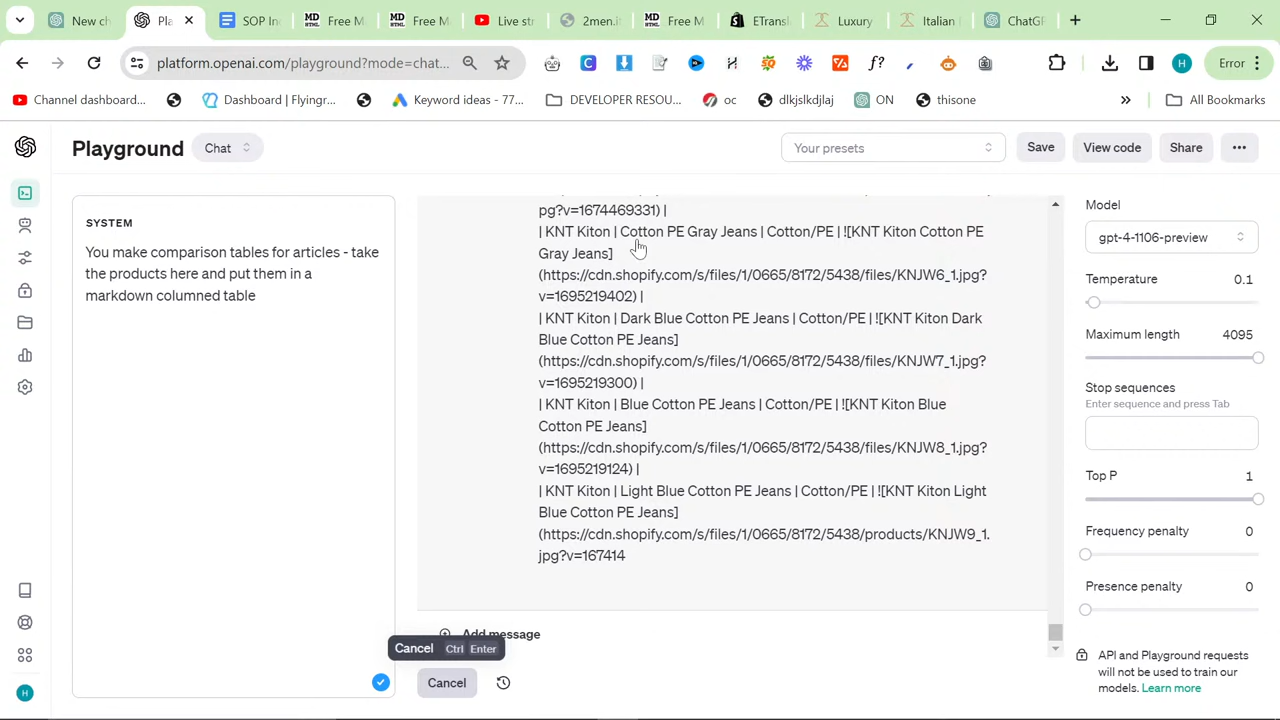 New ch
Pla
SOP In
Free M
Free M
Live str
2men.it
Free M
ETransl
Luxury
Italian l
ChatGP
platform.openai.com/playground?mode=chat...
Error
Channel dashboard...
Dashboard | Flyingr...
Keyword ideas - 77...
DEVELOPER RESOU...
oc
dlkjslkdjlaj
ON
thisone
All Bookmarks
Playground
Chat
Your presets
Save
View code
Share
SYSTEM
You make comparison tables for articles - take
the products here and put them in a
markdown columned table
pg?v=1674469331) |
| KNT Kiton | Cotton PE Gray Jeans | Cotton/PE | ![KNT Kiton Cotton PE
Gray Jeans]
(https://cdn.shopify.com/s/files/1/0665/8172/5438/files/KNJW6_1.jpg?
v=1695219402) |
| KNT Kiton | Dark Blue Cotton PE Jeans | Cotton/PE | ![KNT Kiton Dark
Blue Cotton PE Jeans]
(https://cdn.shopify.com/s/files/1/0665/8172/5438/files/KNJW7_1.jpg?
v=1695219300) |
| KNT Kiton | Blue Cotton PE Jeans | Cotton/PE | ![KNT Kiton Blue
Cotton PE Jeans]
(https://cdn.shopify.com/s/files/1/0665/8172/5438/files/KNJW8_1.jpg?
v=1695219124) |
| KNT Kiton | Light Blue Cotton PE Jeans | Cotton/PE | ![KNT Kiton Light
Blue Cotton PE Jeans]
(https://cdn.shopify.com/s/files/1/0665/8172/5438/products/KNJW9_1.
jpg?v=167414
Add message
Cancel Ctrl Enter
Cancel
Model
gpt-4-1106-preview
Temperature 0.1
Maximum length 4095
Stop sequences
Enter sequence and press Tab
Top P 1
Frequency penalty 0
Presence penalty 0
API and Playground requests
will not be used to train our
models. Learn more
H
H